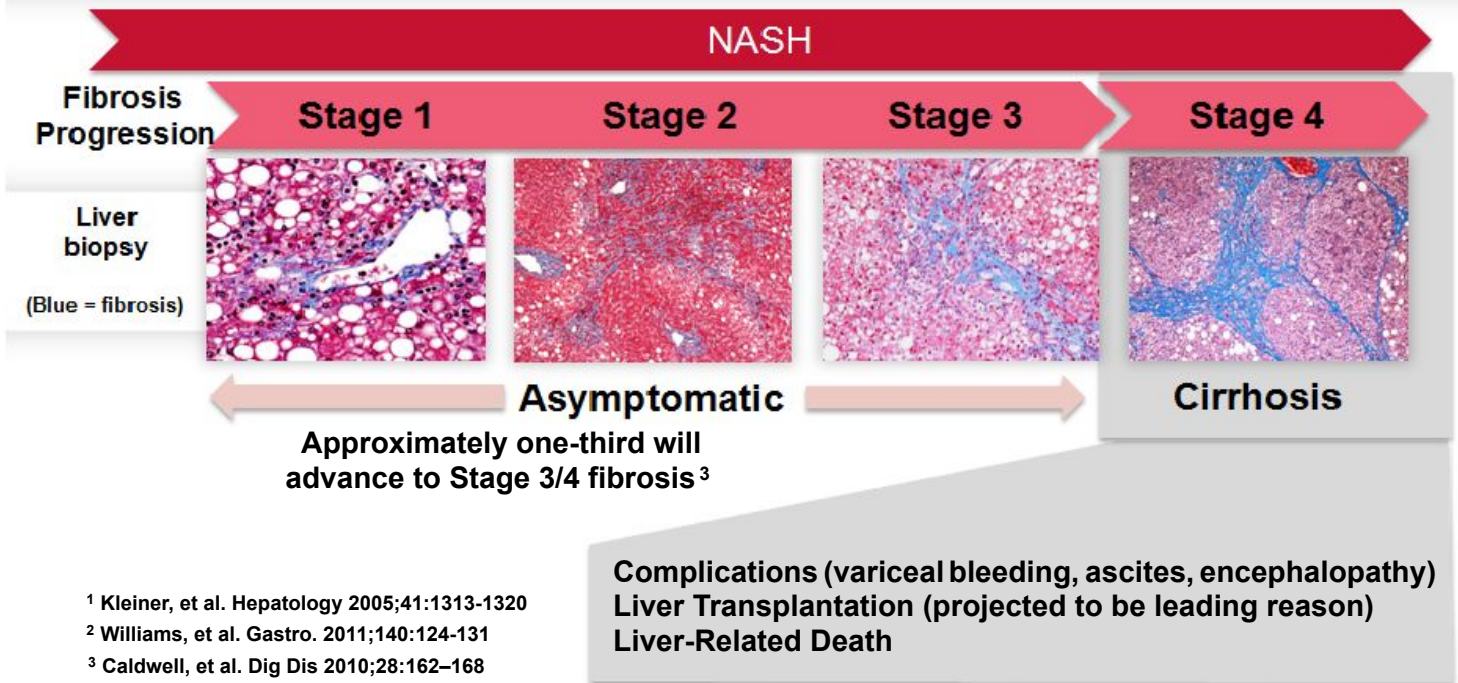 NASH
Fibrosis
Progression
Stage 1
Stage 2
Stage 3
Stage 4
Liver
biopsy
(Blue = fibrosis)
Asymptomatic
Cirrhosis
Approximately one-third will
advance to Stage 3/4 fibrosis ³
Complications (variceal bleeding, ascites, encephalopathy)
Liver Transplantation (projected to be leading reason)
Liver-Related Death
¹ Kleiner, et al. Hepatology 2005;41:1313-1320
² Williams, et al. Gastro. 2011;140:124-131
³ Caldwell, et al. Dig Dis 2010;28:162–168